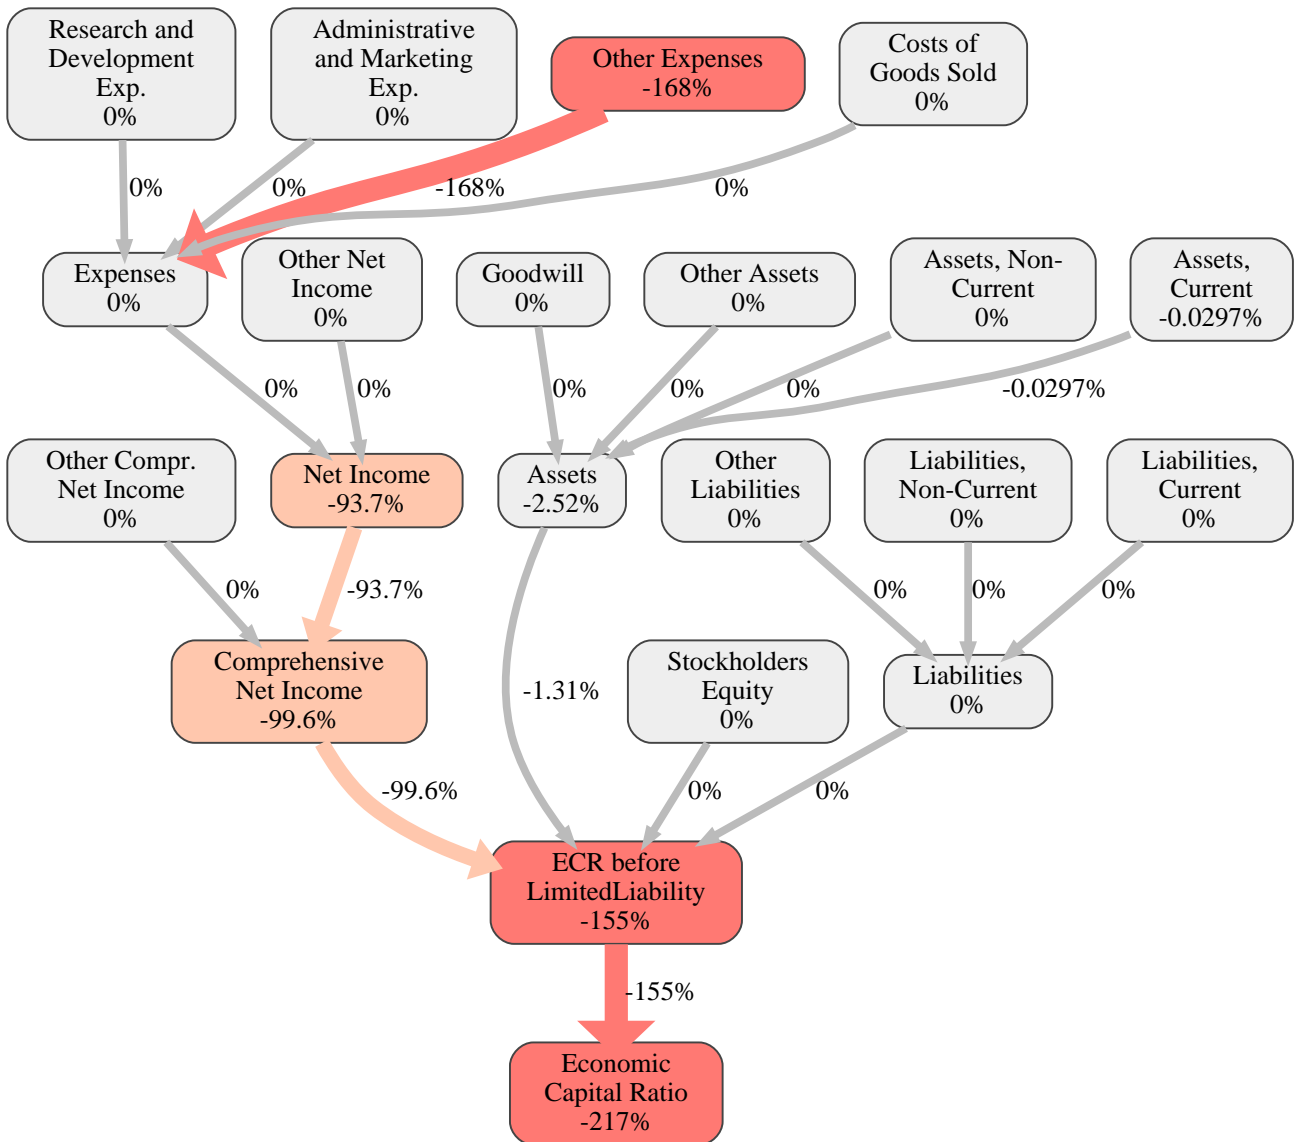 Research and
Development
Exp.
0%
Administrative
and Marketing
Exp.
0%
Other Expenses
-168%
Costs of
Goods Sold
0%
0%
0%
-168%
0%
Expenses
0%
Other Net
Income
0%
Goodwill
0%
Other Assets
0%
Assets, Non-
Current
0%
Assets,
Current
-0.0297%
0%
0%
0%
0%
0%
-0.0297%
Other Compr.
Net Income
0%
Net Income
-93.7%
Assets
-2.52%
Other
Liabilities
0%
Liabilities,
Non-Current
0%
Liabilities,
Current
0%
0%
-93.7%
0%
0%
0%
Comprehensive
Net Income
-99.6%
-1.31%
Stockholders
Equity
0%
Liabilities
0%
-99.6%
0%
0%
ECR before
LimitedLiability
-155%
-155%
Economic
Capital Ratio
-217%